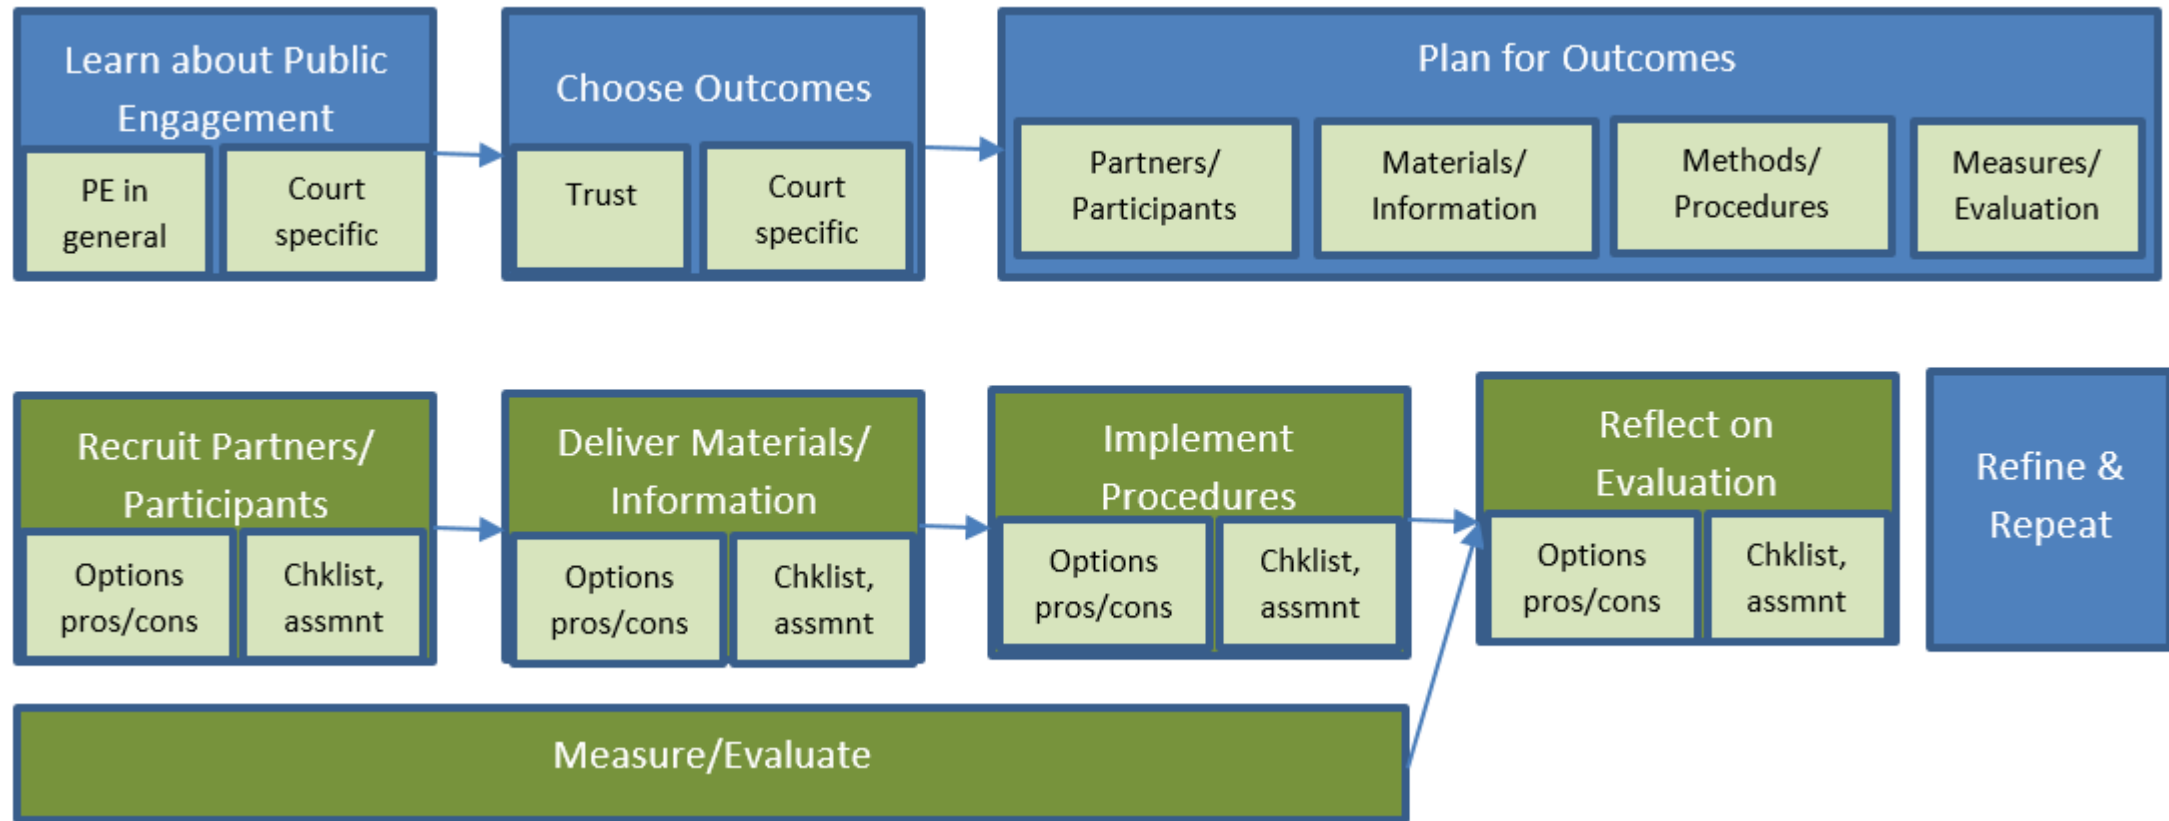 Learn about Public
Engagement
PE in
general
Court
specific
Choose Outcomes
Trust
Court
specific
Plan for Outcomes
Partners/
Participants
Materials/
Information
Methods/
Procedures
Measures/
Evaluation
Recruit Partners/
Participants
Options
pros/cons
Chklist,
assmnt
Deliver Materials/
Information
Options
pros/cons
Chklist,
assmnt
Implement
Procedures
Options
pros/cons
Chklist,
assmnt
Reflect on
Evaluation
Options
pros/cons
Chklist,
assmnt
Refine &
Repeat
Measure/Evaluate